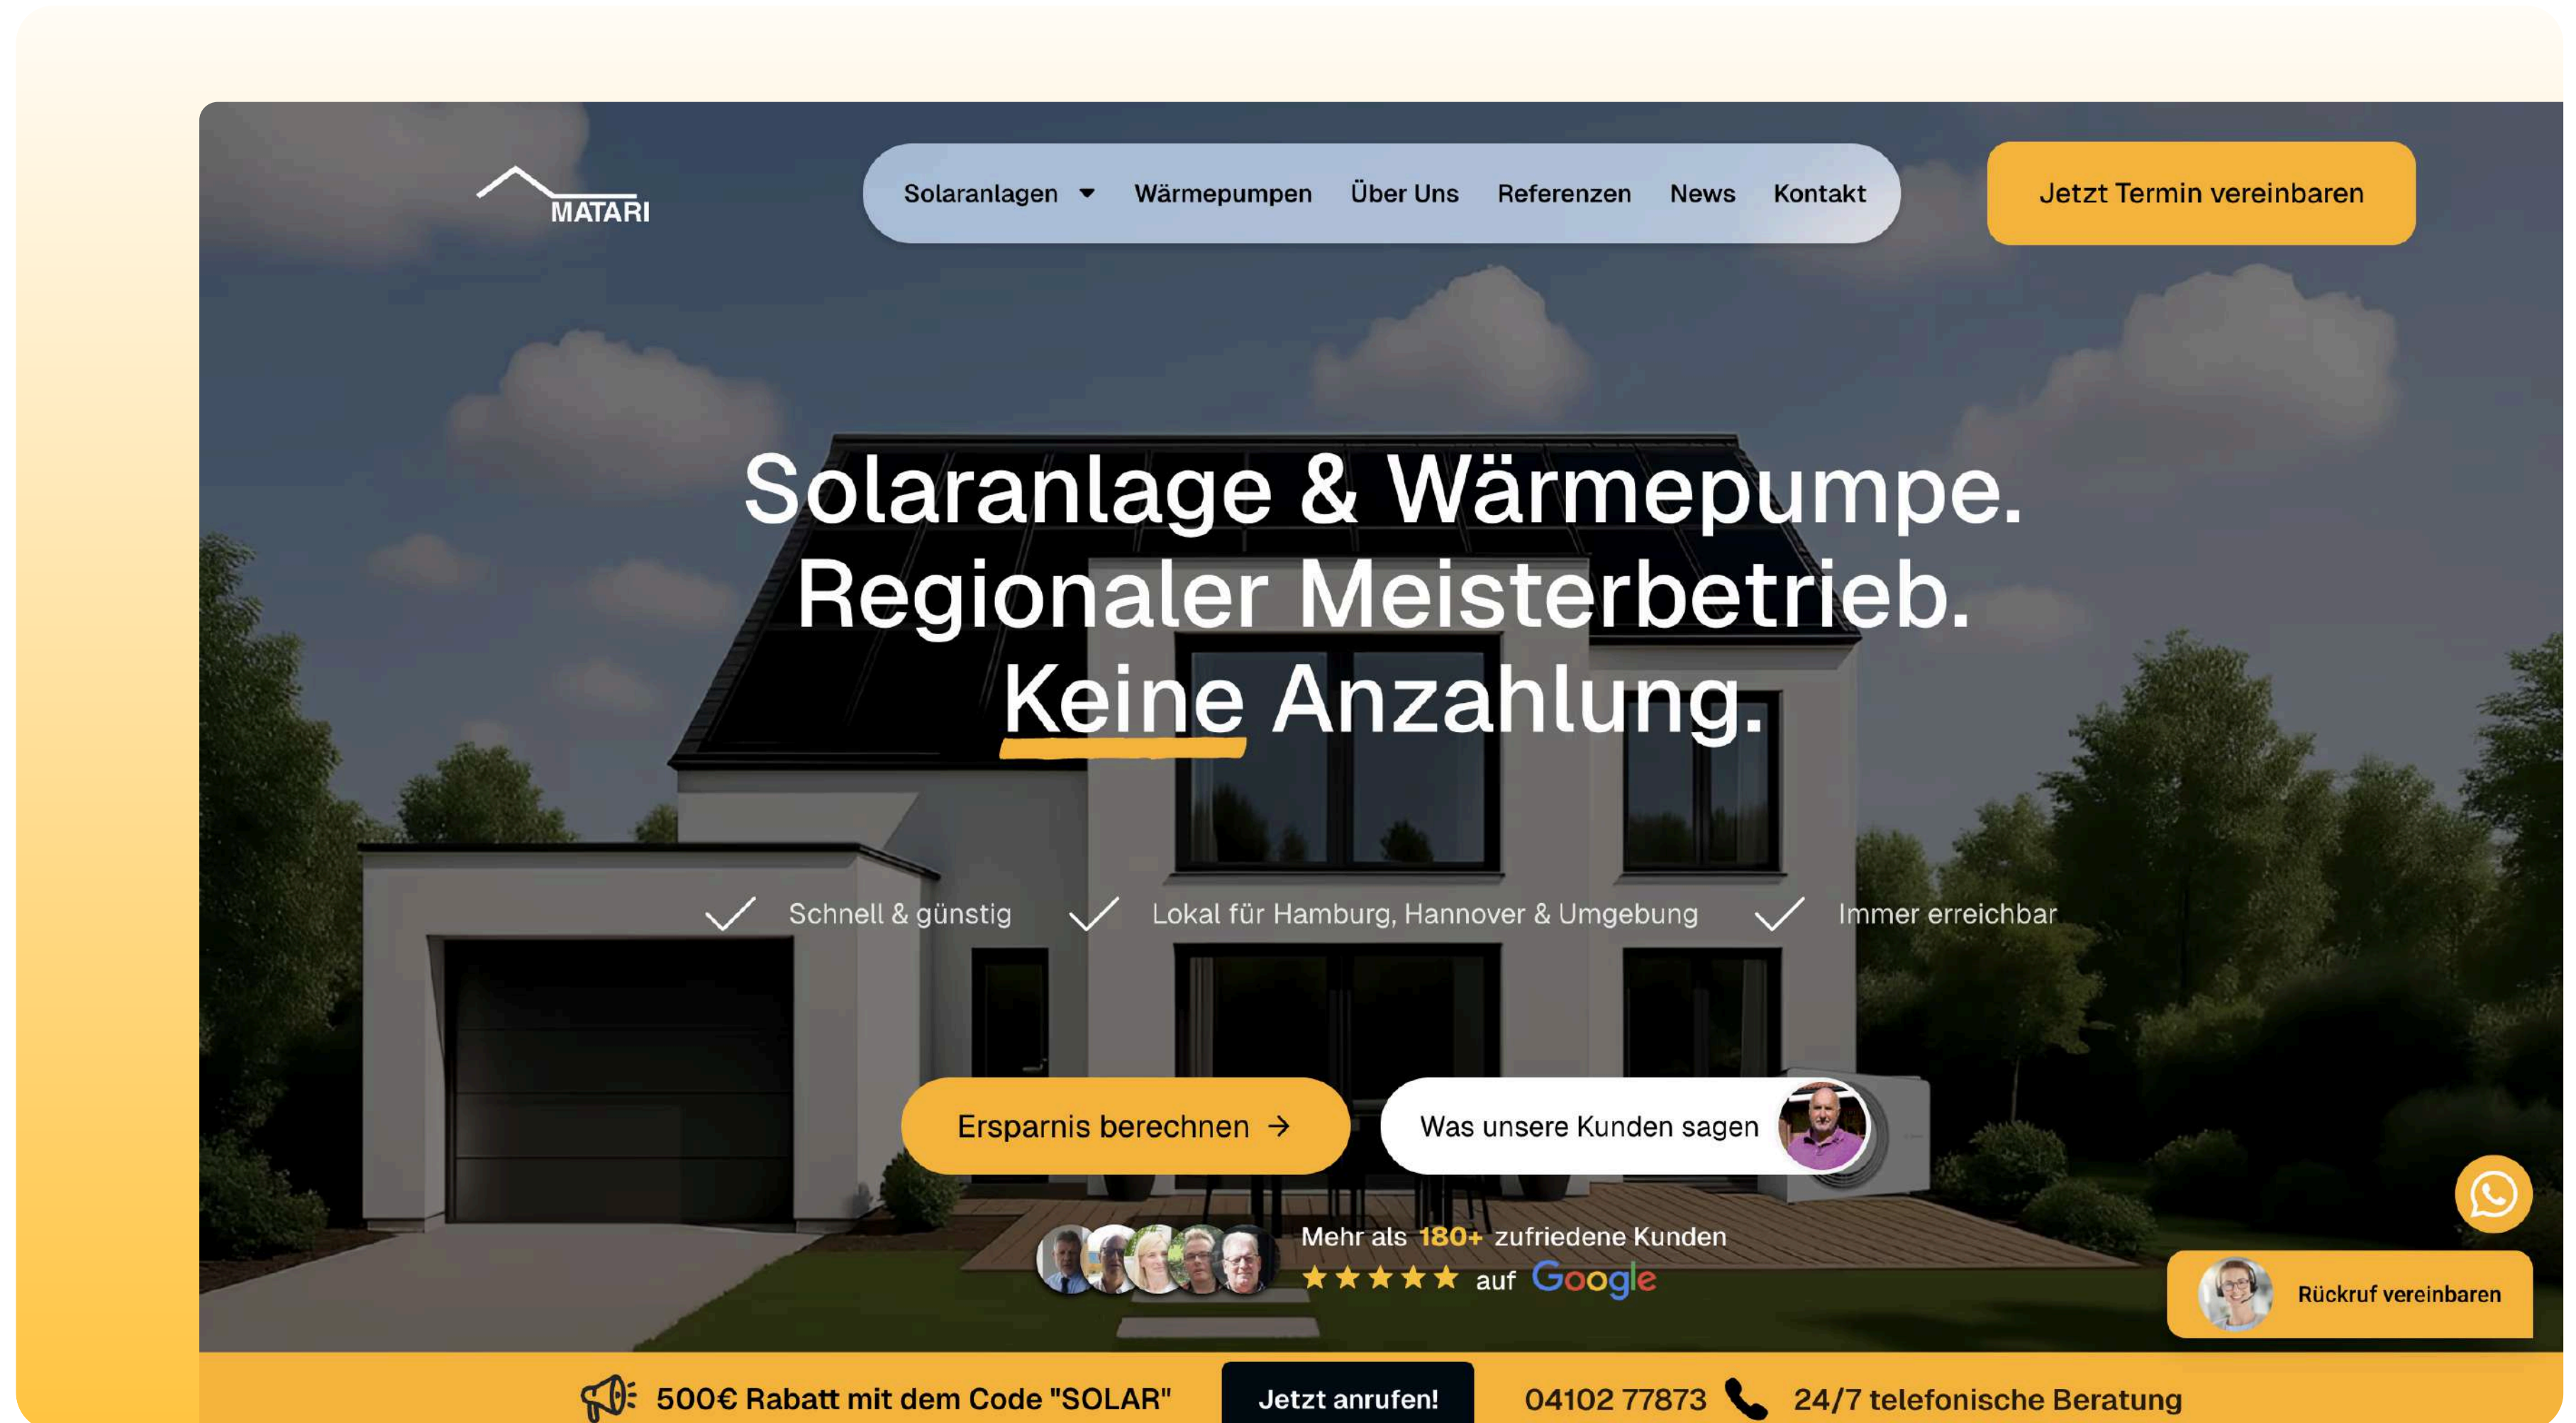 MATARI
Solaranlagen Wärmepumpen Über Uns Referenzen News Kontakt
Jetzt Termin vereinbaren
Solaranlage & Wärmepumpe.
Regionaler Meisterbetrieb.
Keine Anzahlung.
Schnell & günstig
Lokal für Hamburg, Hannover & Umgebung
Immer erreichbar
Ersparnis berechnen →
Was unsere Kunden sagen
Mehr als 180+ zufriedene Kunden
auf Google
Rückruf vereinbaren
500€ Rabatt mit dem Code "SOLAR"
Jetzt anrufen!
04102 77873
24/7 telefonische Beratung